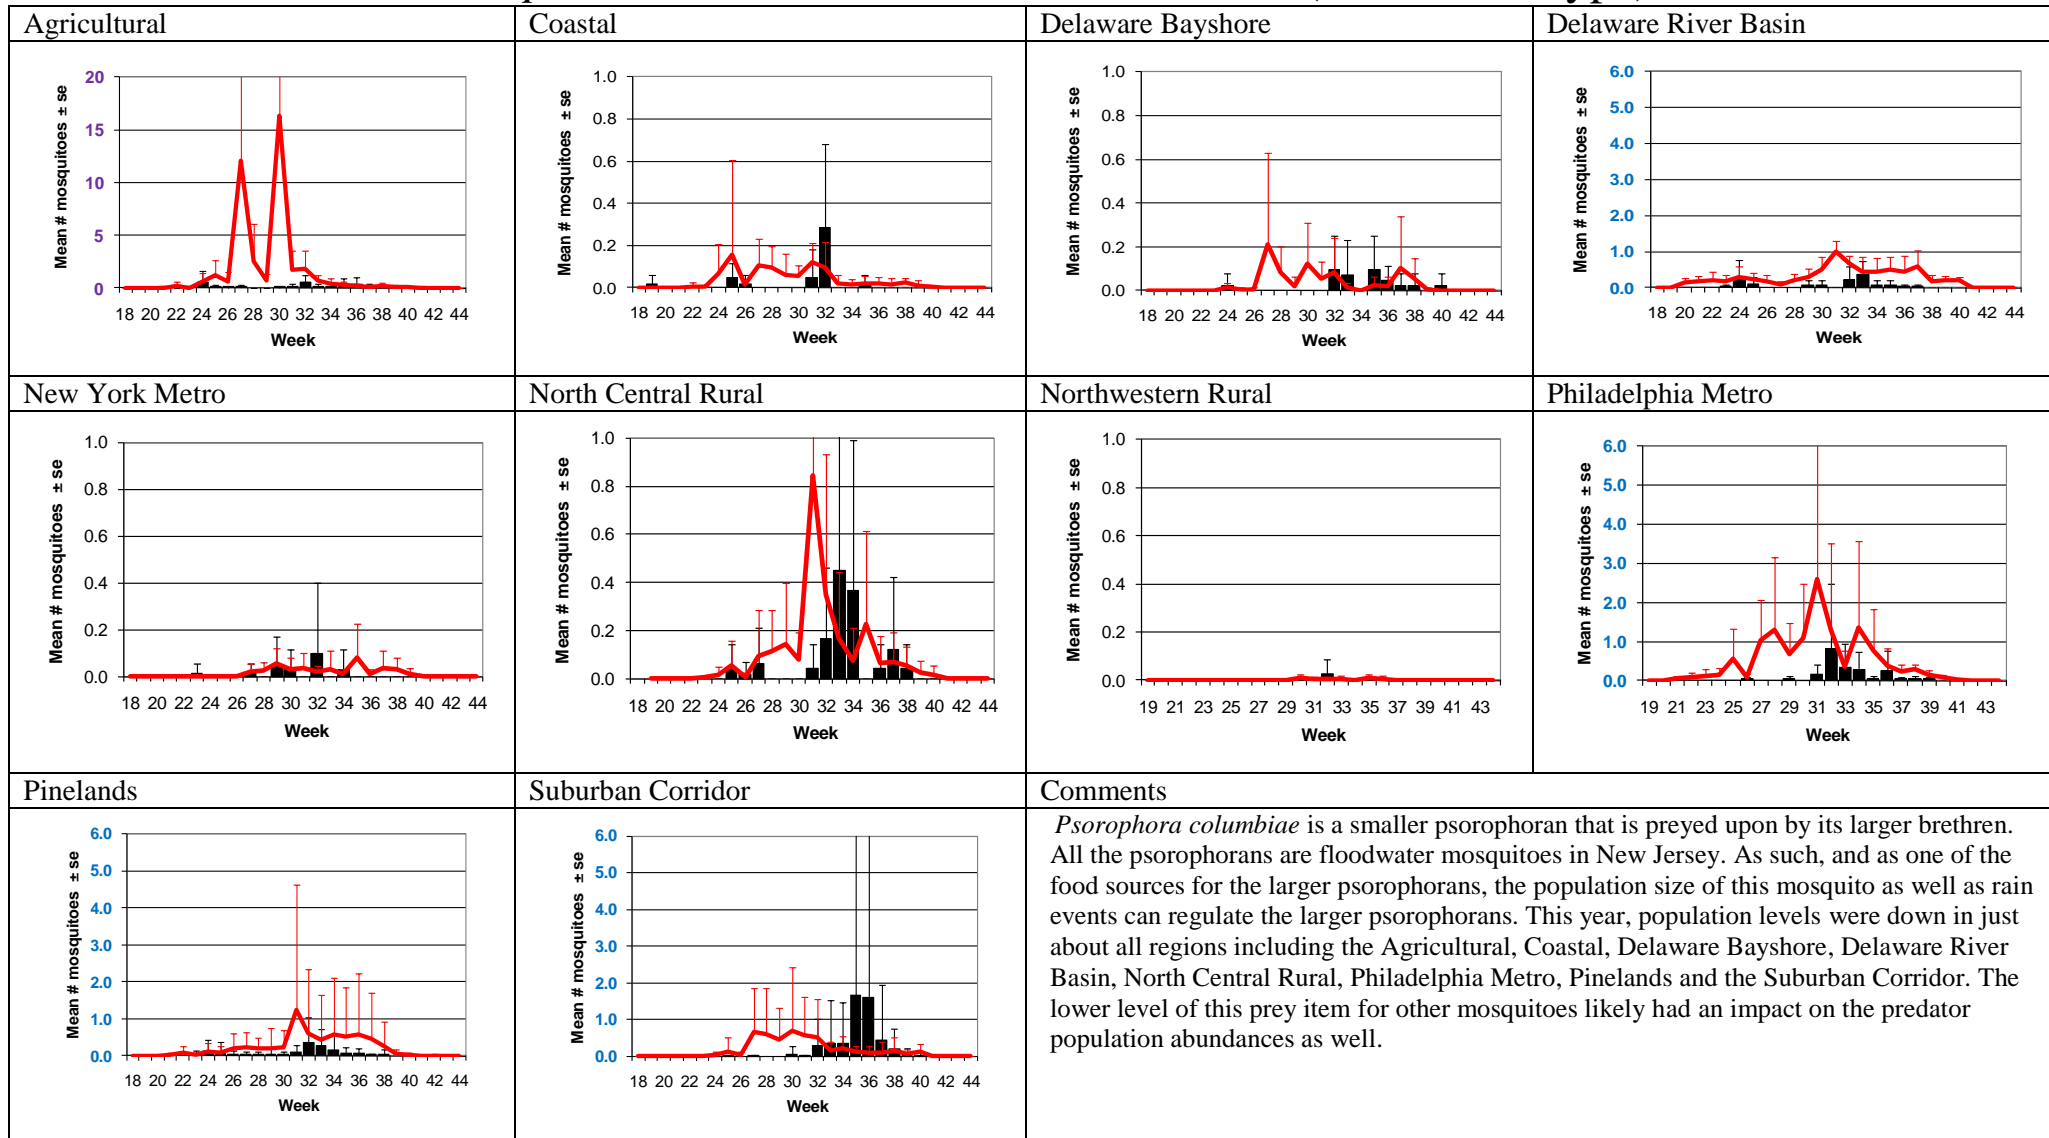 Agricultural
Coastal
Delaware Bayshore
Delaware River Basin
Mean # mosquitoes ± se
20
15
10
5
0
18 20 22 24 26 28 30 32 34 36 38 40 42 44
Week
Mean # mosquitoes ± se
1.0
0.8
0.6
0.4
0.2
0.0
18 20 22 24 26 28 30 32 34 36 38 40 42 44
Week
Mean # mosquitoes ± se
1.0
0.8
0.6
0.4
0.2
0.0
18 20 22 24 26 28 30 32 34 36 38 40 42 44
Week
Mean # mosquitoes ± se
6.0
5.0
4.0
3.0
2.0
1.0
0.0
18 20 22 24 26 28 30 32 34 36 38 40 42 44
Week
New York Metro
North Central Rural
Northwestern Rural
Philadelphia Metro
Mean # mosquitoes ± se
1.0
0.8
0.6
0.4
0.2
0.0
18 20 22 24 26 28 30 32 34 36 38 40 42 44
Week
Mean # mosquitoes ± se
1.0
0.8
0.6
0.4
0.2
0.0
18 20 22 24 26 28 30 32 34 36 38 40 42 44
Week
Mean # mosquitoes ± se
1.0
0.8
0.6
0.4
0.2
0.0
19 21 23 25 27 29 31 33 35 37 39 41 43
Week
Mean # mosquitoes ± se
6.0
5.0
4.0
3.0
2.0
1.0
0.0
19 21 23 25 27 29 31 33 35 37 39 41 43
Week
Pinelands
Suburban Corridor
Comments
Mean # mosquitoes ± se
6.0
5.0
4.0
3.0
2.0
1.0
0.0
18 20 22 24 26 28 30 32 34 36 38 40 42 44
Week
Mean # mosquitoes ± se
6.0
5.0
4.0
3.0
2.0
1.0
0.0
18 20 22 24 26 28 30 32 34 36 38 40 42 44
Week
Psorophora columbiae is a smaller psorophoran that is preyed upon by its larger brethren.
All the psorophorans are floodwater mosquitoes in New Jersey. As such, and as one of the
food sources for the larger psorophorans, the population size of this mosquito as well as rain
events can regulate the larger psorophorans. This year, population levels were down in just
about all regions including the Agricultural, Coastal, Delaware Bayshore, Delaware River
Basin, North Central Rural, Philadelphia Metro, Pinelands and the Suburban Corridor. The
lower level of this prey item for other mosquitoes likely had an impact on the predator
population abundances as well.